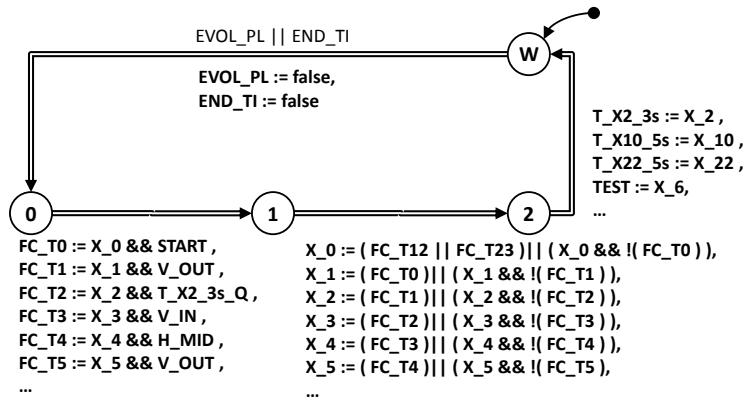 EVOL_PL || END_TI
W
EVOL_PL := false,
END_TI := false
T_X2_3s := X_2 ,
T_X10_5s := X_10 ,
T_X22_5s := X_22 ,
TEST := X_6,
...
0
1
2
FC_T0 := X_0 && START ,
FC_T1 := X_1 && V_OUT ,
FC_T2 := X_2 && T_X2_3s_Q ,
FC_T3 := X_3 && V_IN ,
FC_T4 := X_4 && H_MID ,
FC_T5 := X_5 && V_OUT ,
...
X_0 := ( FC_T12 || FC_T23 )|| ( X_0 && !( FC_T0 ) ),
X_1 := ( FC_T0 )|| ( X_1 && !( FC_T1 ) ),
X_2 := ( FC_T1 )|| ( X_2 && !( FC_T2 ) ),
X_3 := ( FC_T2 )|| ( X_3 && !( FC_T3 ) ),
X_4 := ( FC_T3 )|| ( X_4 && !( FC_T4 ) ),
X_5 := ( FC_T4 )|| ( X_5 && !( FC_T5 ),
...